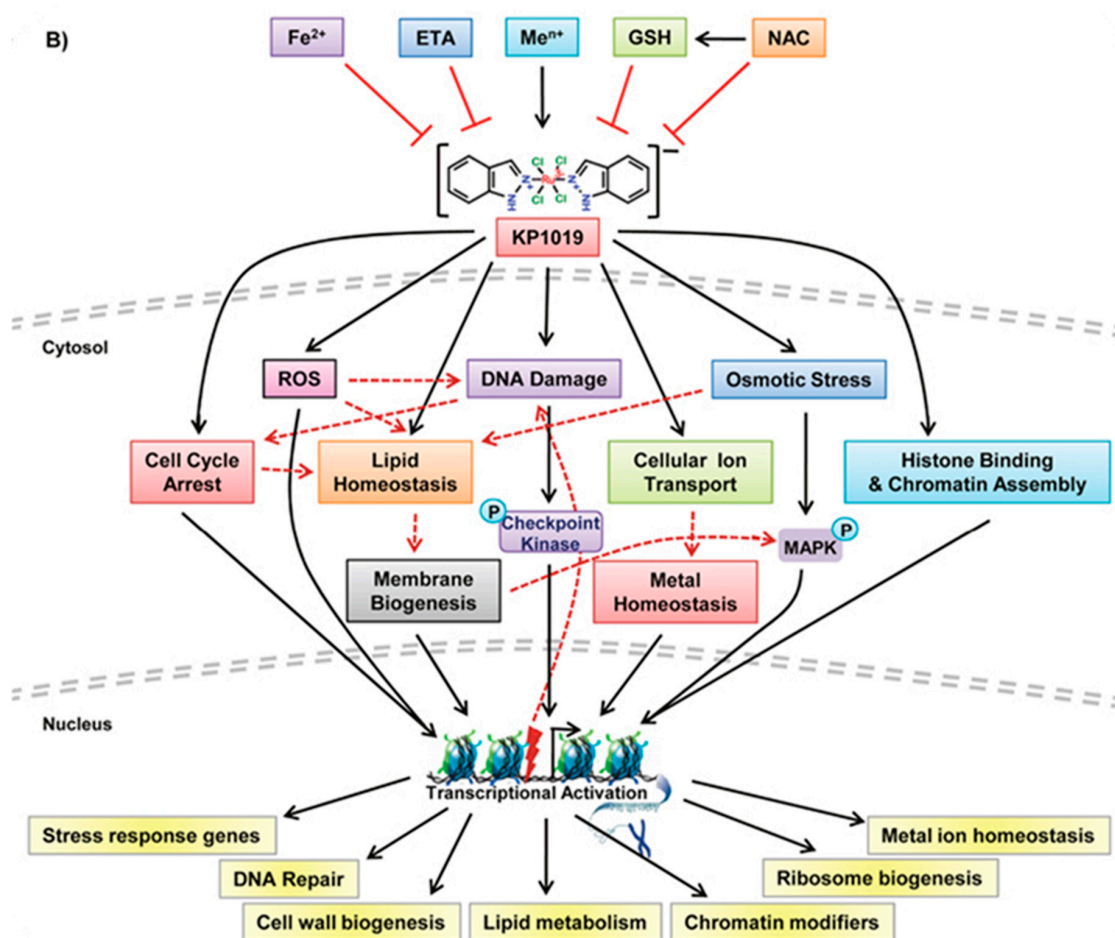 B)
Fe²⁺
ETA
Meⁿ⁺
GSH
NAC
Cl
Cl
N
N
HN
Cl
Cl
NH
KP1019
Cytosol
ROS
DNA Damage
Osmotic Stress
Cell Cycle
Arrest
Lipid
Homeostasis
Cellular Ion
Transport
Histone Binding
& Chromatin Assembly
P
Checkpoint
Kinase
P
MAPK
Membrane
Biogenesis
Metal
Homeostasis
Nucleus
Transcriptional Activation
Stress response genes
Metal ion homeostasis
DNA Repair
Ribosome biogenesis
Cell wall biogenesis
Lipid metabolism
Chromatin modifiers